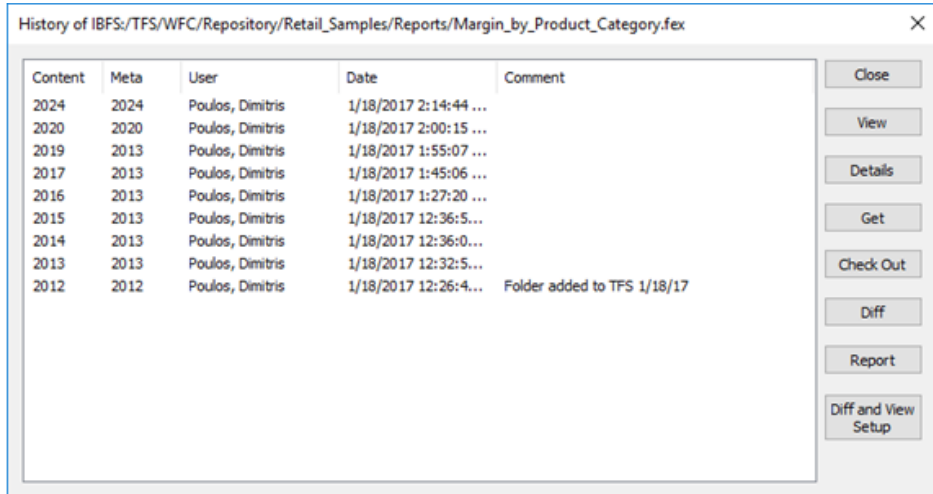 History of IBFS:/TFS/WFC/Repository/Retail_Samples/Reports/Margin_by_Product_Category.fex
Content Meta User Date Comment
2024 2024 Poulos, Dimitris 1/18/2017 2:14:44 ...
2020 2020 Poulos, Dimitris 1/18/2017 2:00:15 ...
2019 2013 Poulos, Dimitris 1/18/2017 1:55:07 ...
2017 2013 Poulos, Dimitris 1/18/2017 1:45:06 ...
2016 2013 Poulos, Dimitris 1/18/2017 1:27:20 ...
2015 2013 Poulos, Dimitris 1/18/2017 12:36:5...
2014 2013 Poulos, Dimitris 1/18/2017 12:36:0...
2013 2013 Poulos, Dimitris 1/18/2017 12:32:5...
2012 2012 Poulos, Dimitris 1/18/2017 12:26:4... Folder added to TFS 1/18/17
Close
View
Details
Get
Check Out
Diff
Report
Diff and View
Setup